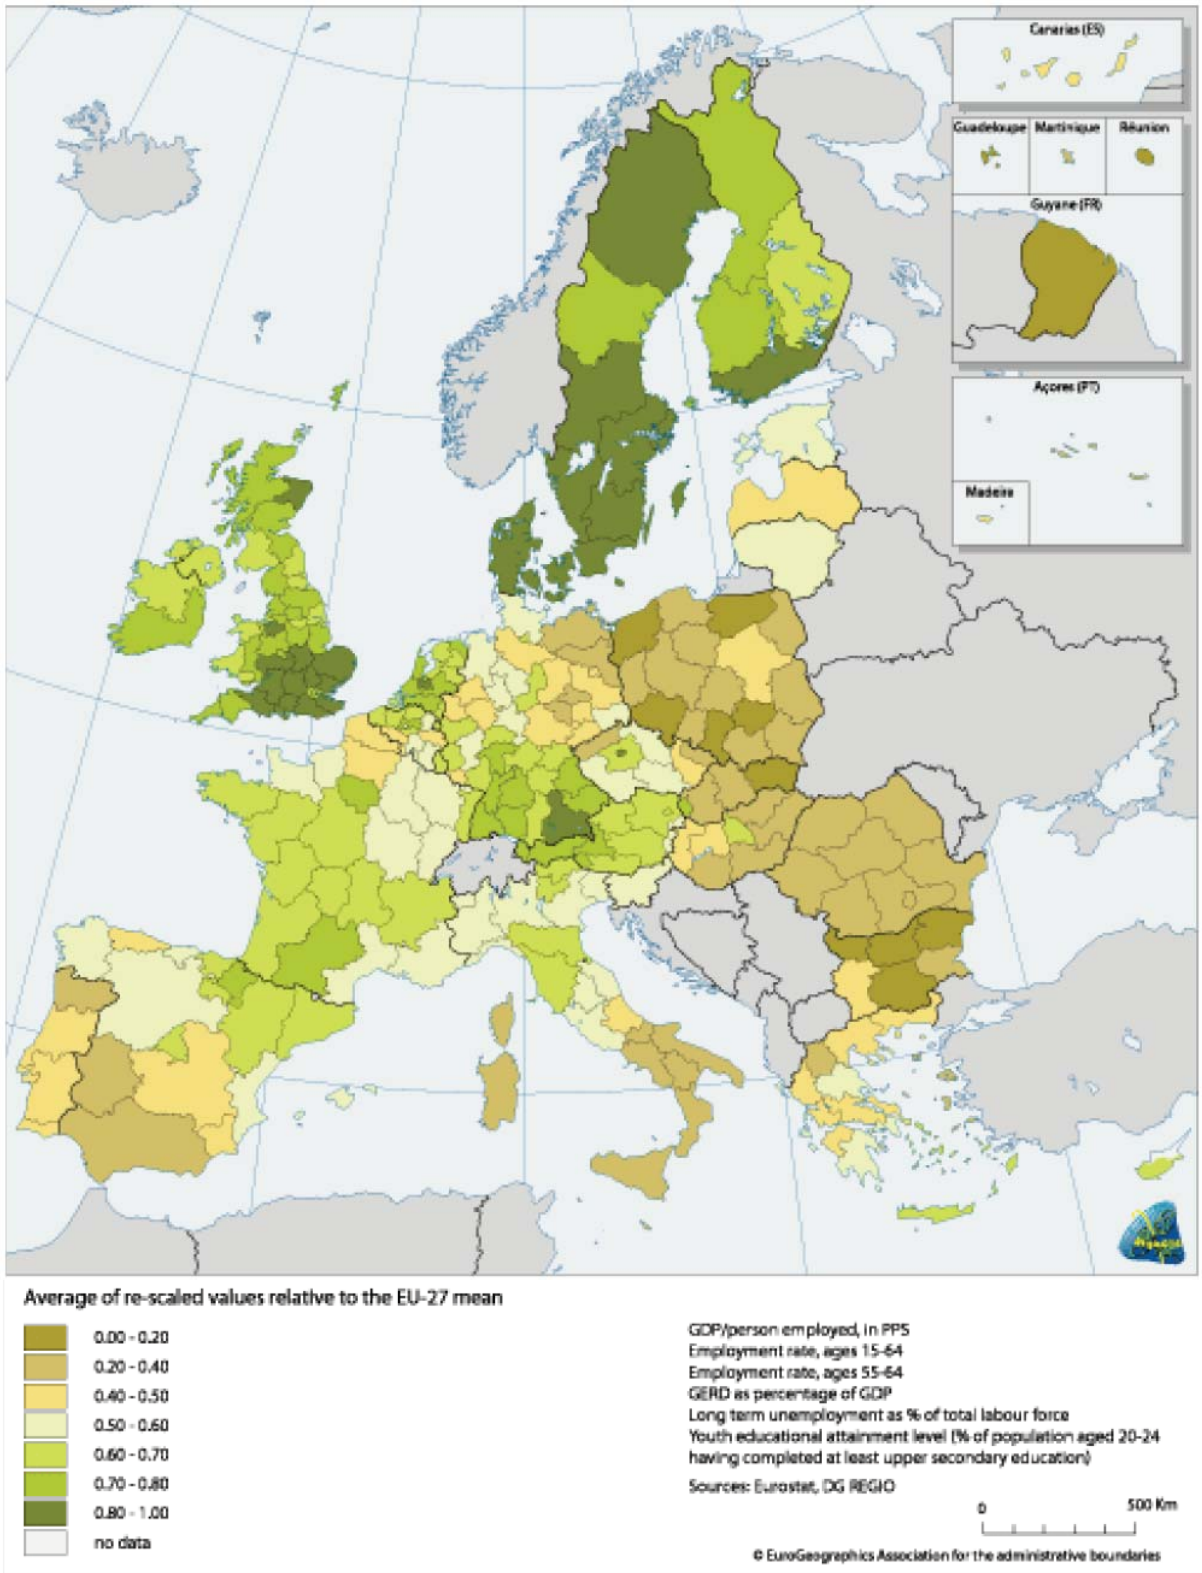 Canarias (ES)
Guadeloupe
Martinique
Réunion
Guyane (FR)
Açores (PT)
Madeira
Average of re-scaled values relative to the EU-27 mean
0.00 - 0.20
0.20 - 0.40
0.40 - 0.50
0.50 - 0.60
0.60 - 0.70
0.70 - 0.80
0.80 - 1.00
no data
GDP/person employed, in PPS
Employment rate, ages 15-64
Employment rate, ages 55-64
GERD as percentage of GDP
Long term unemployment as % of total labour force
Youth educational attainment level (% of population aged 20-24
having completed at least upper secondary education)
Sources: Eurostat, DG REGIO
0 500 Km
© EuroGeographics Association for the administrative boundaries